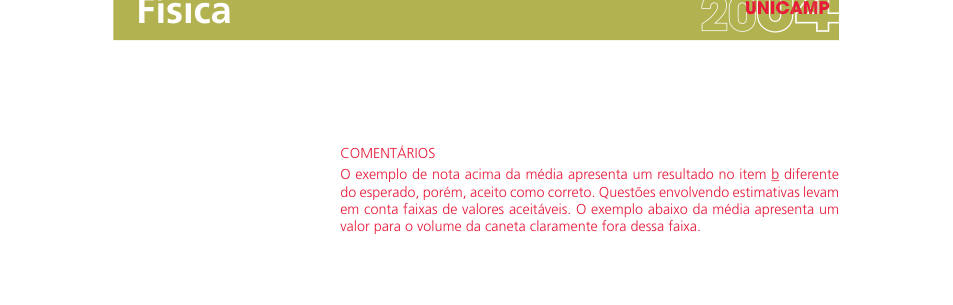 Física
2004
UNICAMP
COMENTÁRIOS
O exemplo de nota acima da média apresenta um resultado no item b diferente
do esperado, porém, aceito como correto. Questões envolvendo estimativas levam
em conta faixas de valores aceitáveis. O exemplo abaixo da média apresenta um
valor para o volume da caneta claramente fora dessa faixa.